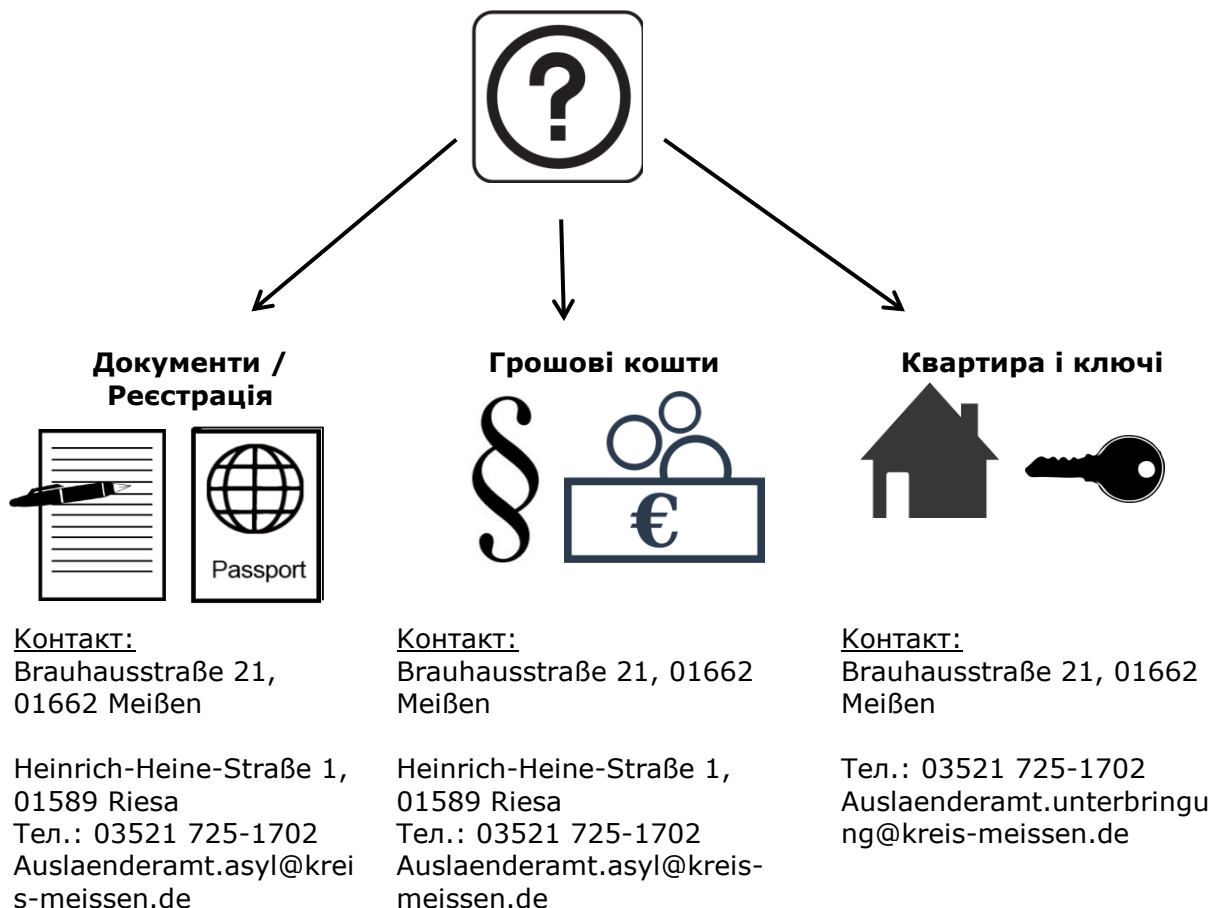 ?
Документи /
Реєстрація
Passport
Контакт:
Brauhausstraße 21,
01662 Meißen
Heinrich-Heine-Straße 1,
01589 Riesa
Тел.: 03521 725-1702
Auslaenderamt.asyl@krei
s-meissen.de
Грошові кошти
§
€
Контакт:
Brauhausstraße 21, 01662
Meißen
Heinrich-Heine-Straße 1,
01589 Riesa
Тел.: 03521 725-1702
Auslaenderamt.asyl@kreis-
meissen.de
Квартира і ключі
Контакт:
Brauhausstraße 21, 01662
Meißen
Тел.: 03521 725-1702
Auslaenderamt.unterbringu
ng@kreis-meissen.de